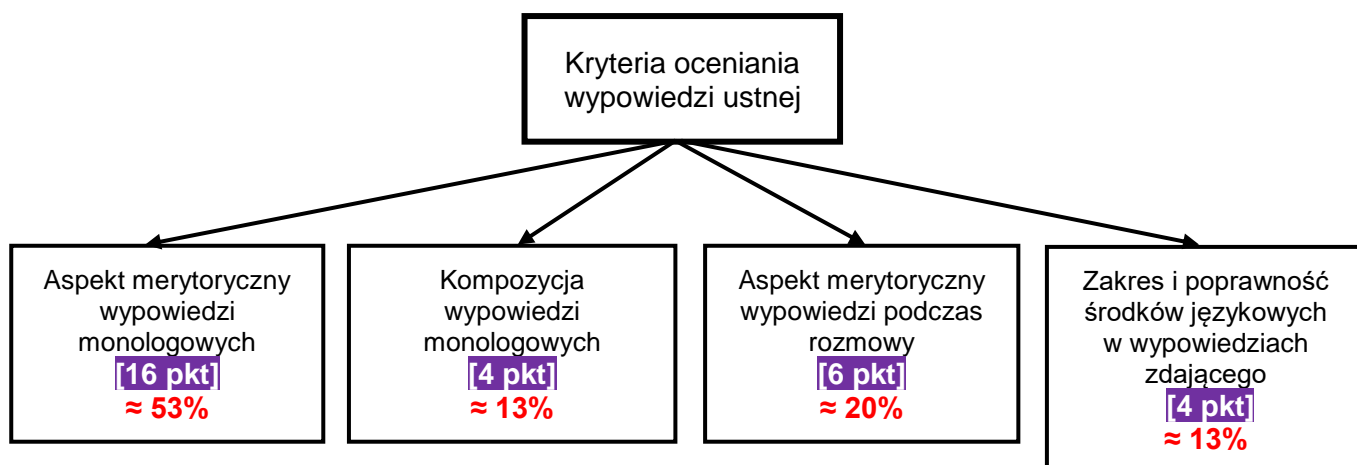 Kryteria oceniania
wypowiedzi ustnej
Aspekt merytoryczny
wypowiedzi
monologowych
[16 pkt]
≈ 53%
Kompozycja
wypowiedzi
monologowych
[4 pkt]
≈ 13%
Aspekt merytoryczny
wypowiedzi podczas
rozmowy
[6 pkt]
≈ 20%
Zakres i poprawność
środków językowych
w wypowiedziach
zdającego
[4 pkt]
≈ 13%